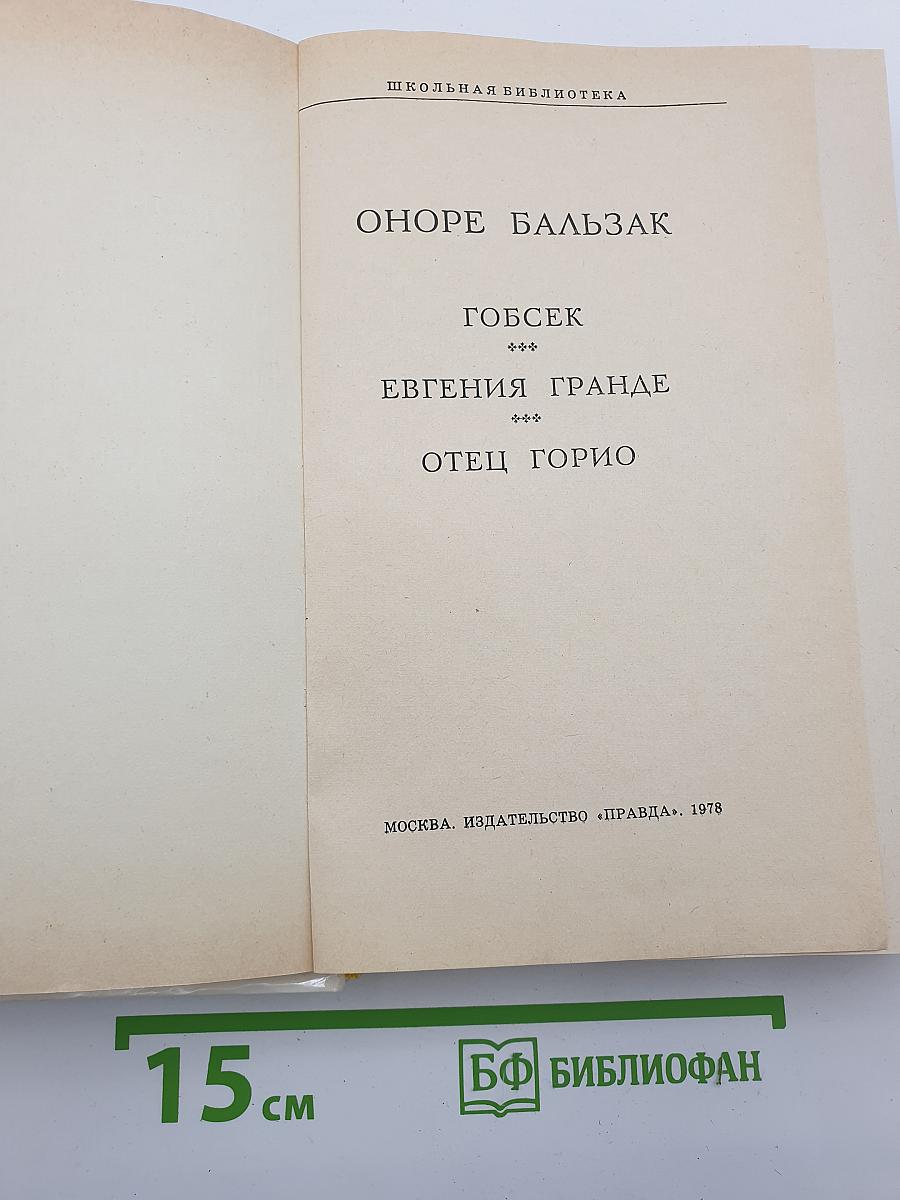 ШКОЛЬНАЯ БИБЛИОТЕКА
ОНОРЕ БАЛЬЗАК
ГОБСЕК
ЕВГЕНИЯ ГРАНДЕ
ОТЕЦ ГОРИО
МОСКВА. ИЗДАТЕЛЬСТВО «ПРАВДА». 1978
15 см
БФ БИБЛИОФАН